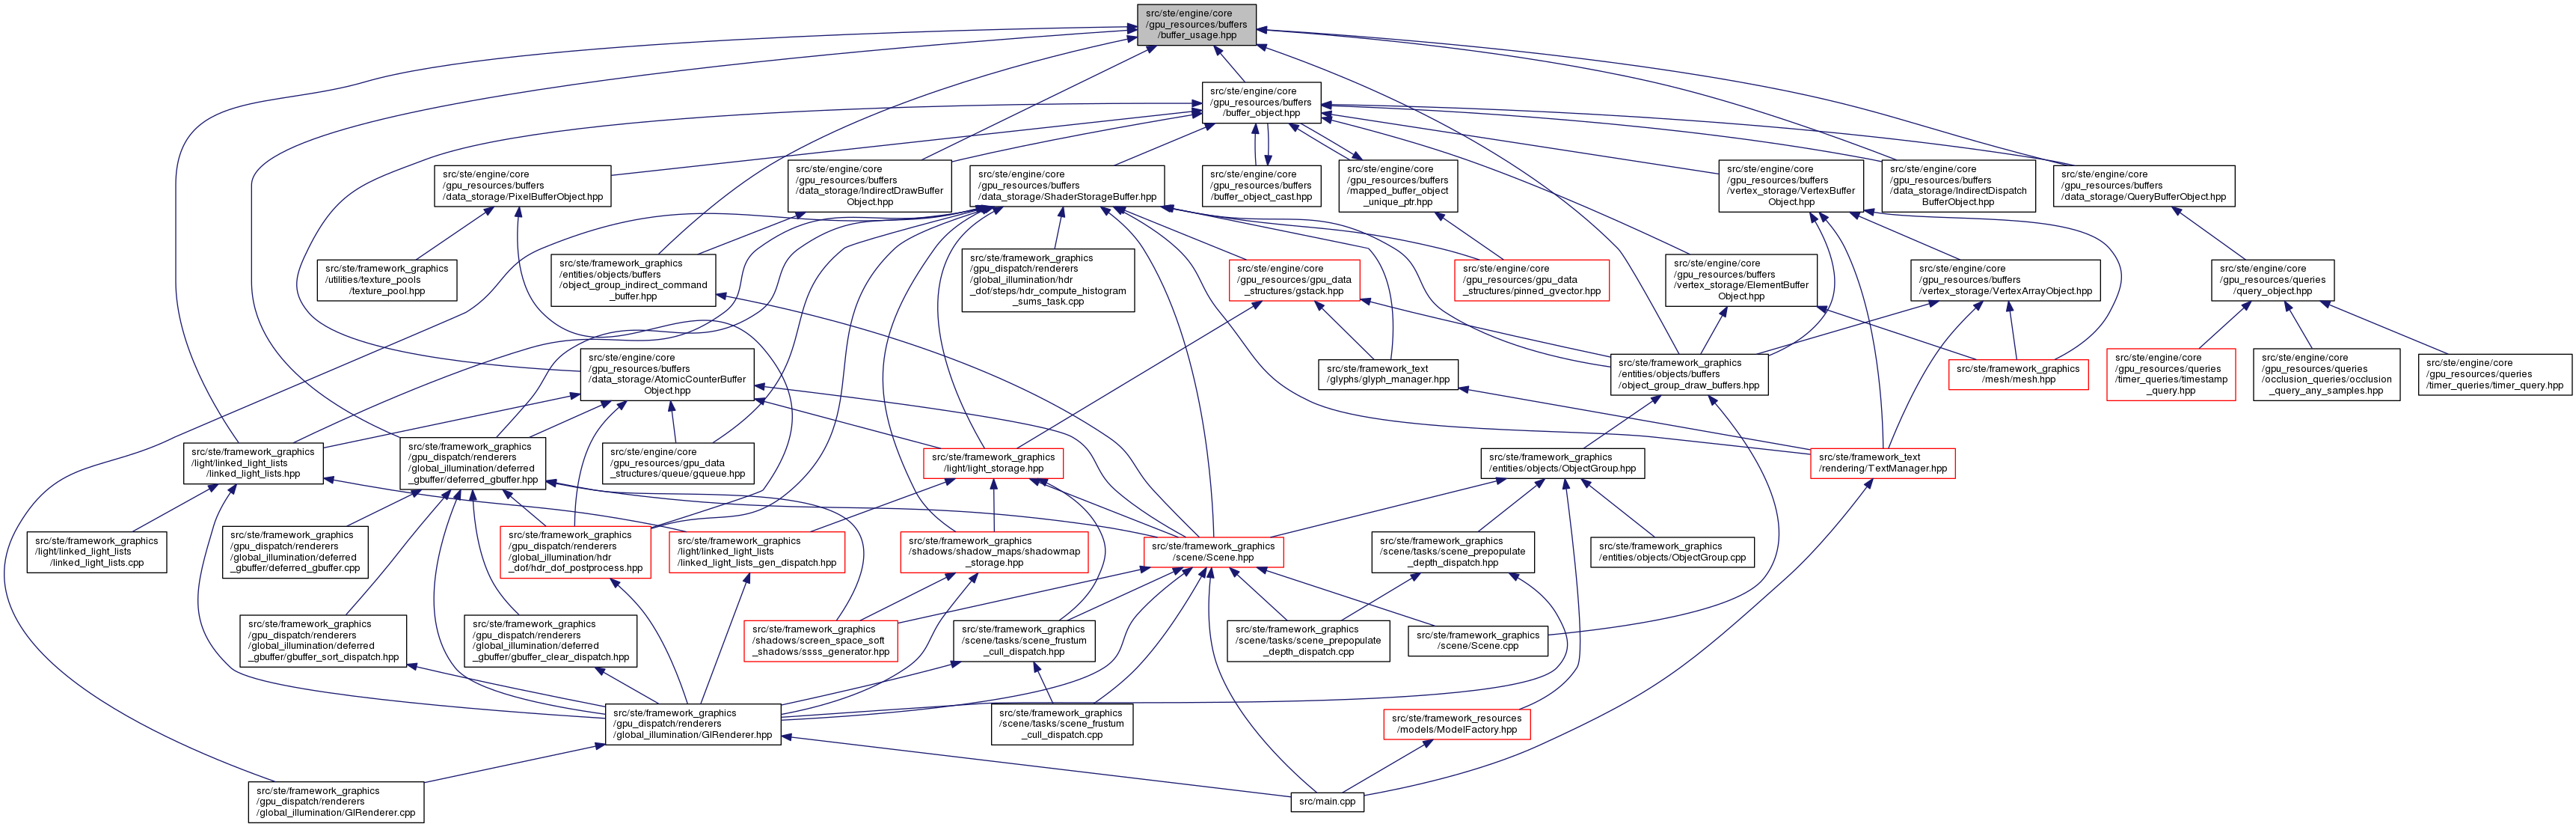 src/ste/engine/core
/gpu_resources/buffers
/buffer_usage.hpp
src/ste/engine/core
/gpu_resources/buffers
/buffer_object.hpp
src/ste/engine/core
/gpu_resources/buffers
/data_storage/PixelBufferObject.hpp
src/ste/engine/core
/gpu_resources/buffers
/data_storage/IndirectDrawBuffer
Object.hpp
src/ste/engine/core
/gpu_resources/buffers
/data_storage/ShaderStorageBuffer.hpp
src/ste/engine/core
/gpu_resources/buffers
/buffer_object_cast.hpp
src/ste/engine/core
/gpu_resources/buffers
/mapped_buffer_object
_unique_ptr.hpp
src/ste/engine/core
/gpu_resources/buffers
/vertex_storage/VertexBuffer
Object.hpp
src/ste/engine/core
/gpu_resources/buffers
/data_storage/IndirectDispatch
BufferObject.hpp
src/ste/engine/core
/gpu_resources/buffers
/data_storage/QueryBufferObject.hpp
src/ste/framework_graphics
/utilities/texture_pools
/texture_pool.hpp
src/ste/framework_graphics
/entities/objects/buffers
/object_group_indirect_command
_buffer.hpp
src/ste/framework_graphics
/gpu_dispatch/renderers
/global_illumination/hdr
_dof/steps/hdr_compute_histogram
_sums_task.cpp
src/ste/engine/core
/gpu_resources/gpu_data
_structures/gstack.hpp
src/ste/engine/core
/gpu_resources/gpu_data
_structures/pinned_gvector.hpp
src/ste/engine/core
/gpu_resources/buffers
/vertex_storage/ElementBuffer
Object.hpp
src/ste/engine/core
/gpu_resources/buffers
/vertex_storage/VertexArrayObject.hpp
src/ste/engine/core
/gpu_resources/queries
/query_object.hpp
src/ste/engine/core
/gpu_resources/buffers
/data_storage/AtomicCounterBuffer
Object.hpp
src/ste/framework_text
/glyphs/glyph_manager.hpp
src/ste/framework_graphics
/entities/objects/buffers
/object_group_draw_buffers.hpp
src/ste/framework_graphics
/mesh/mesh.hpp
src/ste/engine/core
/gpu_resources/queries
/timer_queries/timestamp
_query.hpp
src/ste/engine/core
/gpu_resources/queries
/occlusion_queries/occlusion
_query_any_samples.hpp
src/ste/engine/core
/gpu_resources/queries
/timer_queries/timer_query.hpp
src/ste/framework_graphics
/light/linked_light_lists
/linked_light_lists.hpp
src/ste/framework_graphics
/gpu_dispatch/renderers
/global_illumination/deferred
_gbuffer/deferred_gbuffer.hpp
src/ste/engine/core
/gpu_resources/gpu_data
_structures/queue/gqueue.hpp
src/ste/framework_graphics
/light/light_storage.hpp
src/ste/framework_graphics
/entities/objects/ObjectGroup.hpp
src/ste/framework_text
/rendering/TextManager.hpp
src/ste/framework_graphics
/light/linked_light_lists
/linked_light_lists.cpp
src/ste/framework_graphics
/gpu_dispatch/renderers
/global_illumination/deferred
_gbuffer/deferred_gbuffer.cpp
src/ste/framework_graphics
/gpu_dispatch/renderers
/global_illumination/hdr
_dof/hdr_dof_postprocess.hpp
src/ste/framework_graphics
/light/linked_light_lists
/linked_light_lists_gen_dispatch.hpp
src/ste/framework_graphics
/shadows/shadow_maps/shadowmap
_storage.hpp
src/ste/framework_graphics
/scene/Scene.hpp
src/ste/framework_graphics
/scene/tasks/scene_prepopulate
_depth_dispatch.hpp
src/ste/framework_graphics
/entities/objects/ObjectGroup.cpp
src/ste/framework_graphics
/gpu_dispatch/renderers
/global_illumination/deferred
_gbuffer/gbuffer_sort_dispatch.hpp
src/ste/framework_graphics
/gpu_dispatch/renderers
/global_illumination/deferred
_gbuffer/gbuffer_clear_dispatch.hpp
src/ste/framework_graphics
/shadows/screen_space_soft
_shadows/ssss_generator.hpp
src/ste/framework_graphics
/scene/tasks/scene_frustum
_cull_dispatch.hpp
src/ste/framework_graphics
/scene/tasks/scene_prepopulate
_depth_dispatch.cpp
src/ste/framework_graphics
/scene/Scene.cpp
src/ste/framework_graphics
/gpu_dispatch/renderers
/global_illumination/GIRenderer.hpp
src/ste/framework_graphics
/scene/tasks/scene_frustum
_cull_dispatch.cpp
src/ste/framework_resources
/models/ModelFactory.hpp
src/ste/framework_graphics
/gpu_dispatch/renderers
/global_illumination/GIRenderer.cpp
src/main.cpp